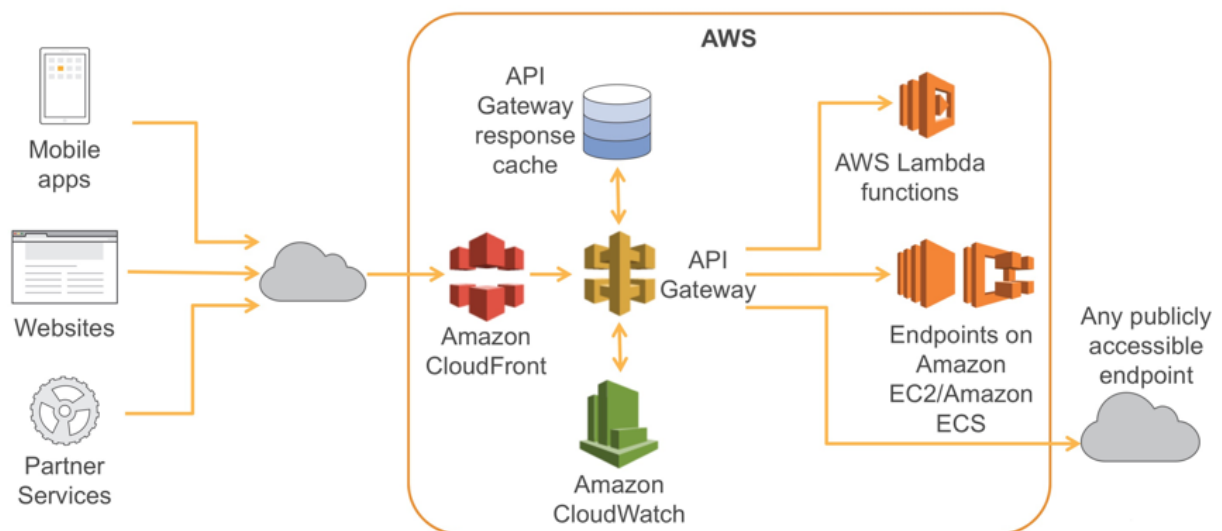 AWS
Mobile
apps
Websites
Partner
Services
API
Gateway
response
cache
Amazon
CloudFront
API
Gateway
Amazon
CloudWatch
AWS Lambda
functions
Endpoints on
Amazon
EC2/Amazon
ECS
Any publicly
accessible
endpoint